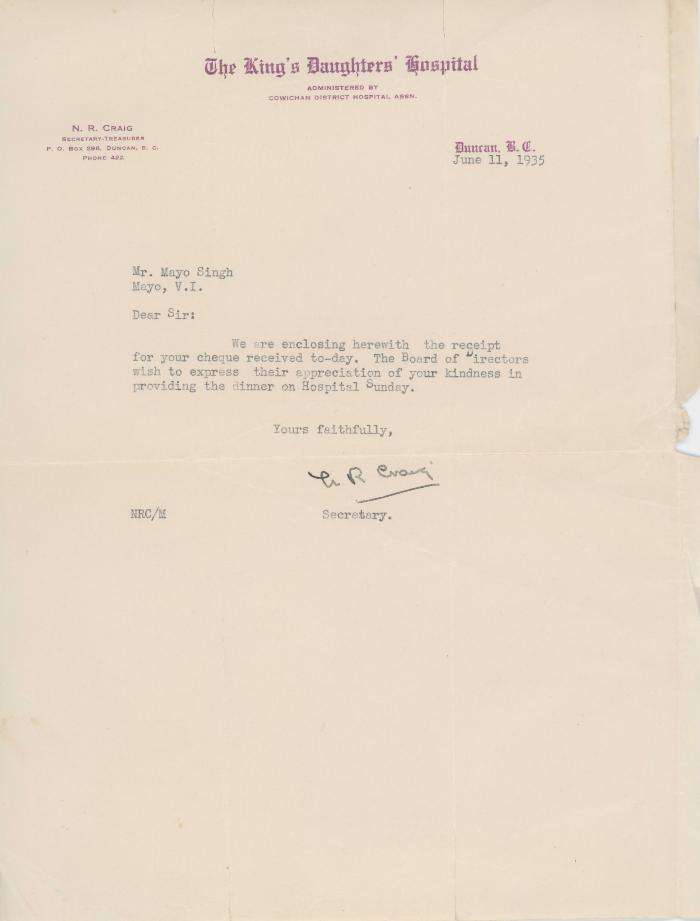 The King's Daughters' Hospital
ADMINISTERED BY
COWICHAN DISTRICT HOSPITAL ASSN.
N. R. CRAIG
SECRETARY-TREASURER
P. O. BOX 298, DUNCAN, B. C.
PHONE 422
Duncan, B. C.
June 11, 1935
Mr. Mayo Singh
Mayo, V.I.
Dear Sir:
We are enclosing herewith the receipt
for your cheque received to-day. The Board of Directors
wish to express their appreciation of your kindness in
providing the dinner on Hospital Sunday.
Yours faithfully,
N R Craig
NRC/M Secretary.